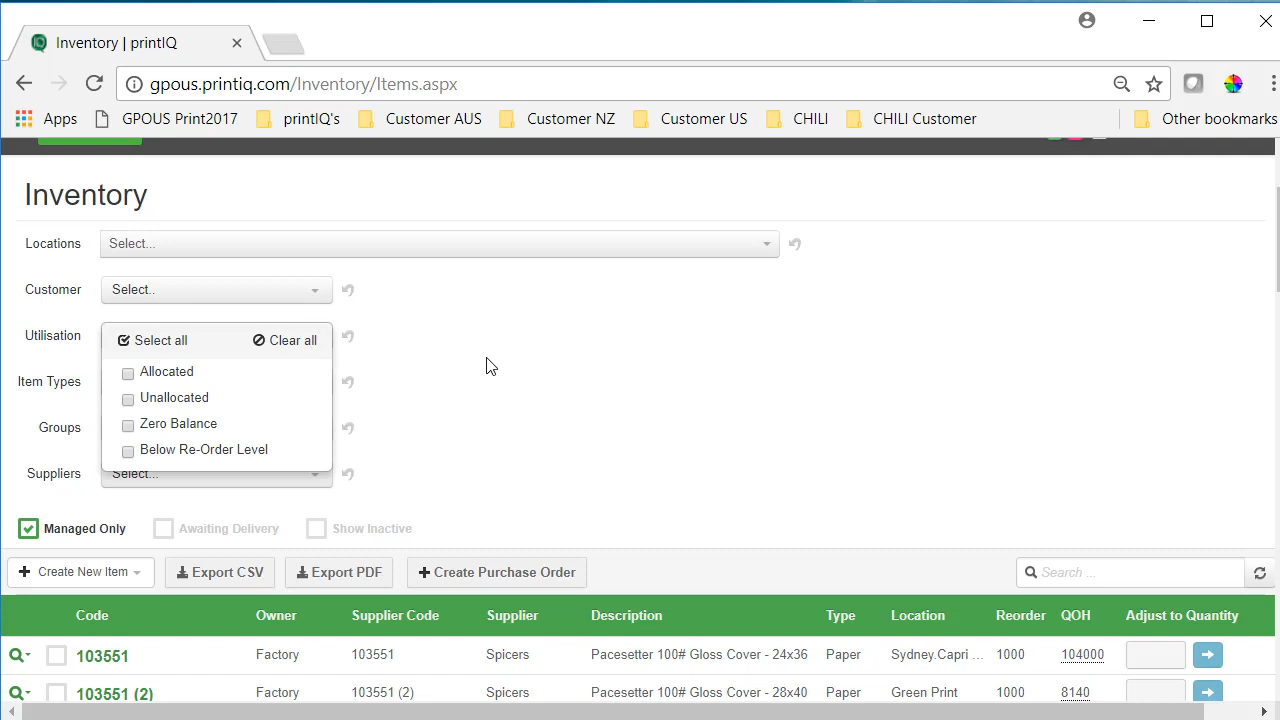 Inventory | printIQ
gpous.printiq.com/Inventory/Items.aspx
Apps GPOUS Print2017 printIQ's Customer AUS Customer NZ Customer US CHILI CHILI Customer Other bookmarks
Inventory
Locations Select...
Customer Select..
Utilisation
Select all Clear all
Allocated
Item Types
Unallocated
Zero Balance
Groups
Below Re-Order Level
Suppliers Select...
Managed Only Awaiting Delivery Show Inactive
Create New Item Export CSV Export PDF Create Purchase Order Search ...
Code Owner Supplier Code Supplier Description Type Location Reorder QOH Adjust to Quantity
103551 Factory 103551 Spicers Pacesetter 100# Gloss Cover - 24x36 Paper Sydney.Capri ... 1000 104000
103551 (2) Factory 103551 (2) Spicers Pacesetter 100# Gloss Cover - 28x40 Paper Green Print 1000 8140